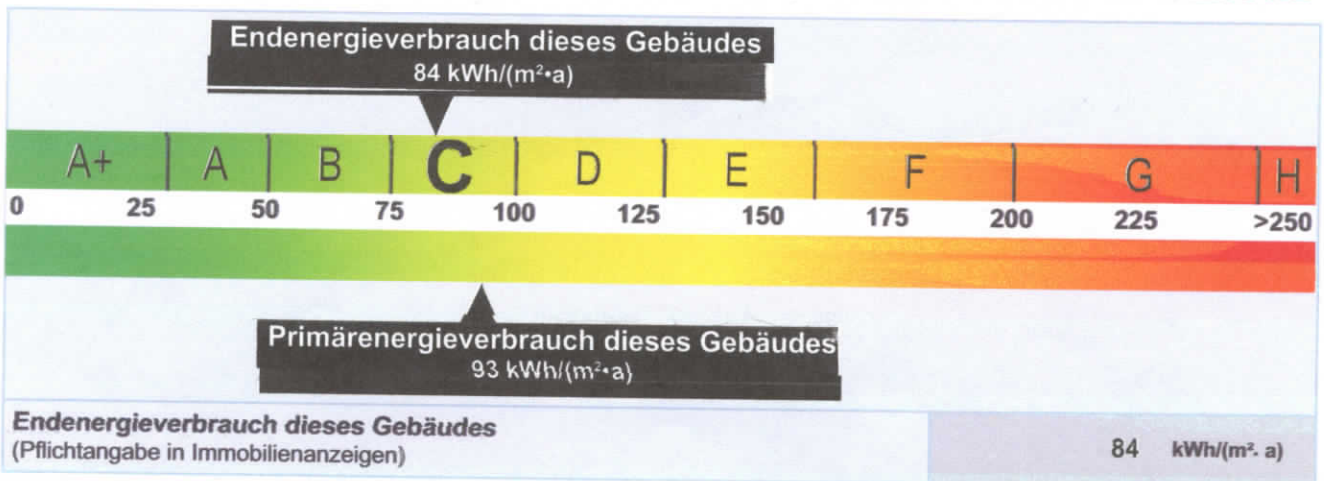 Endenergieverbrauch dieses Gebäudes
84 kWh/(m²•a)
A+ A B C D E F G H
0 25 50 75 100 125 150 175 200 225 >250
Primärenergieverbrauch dieses Gebäudes
93 kWh/(m²•a)
Endenergieverbrauch dieses Gebäudes
(Pflichtangabe in Immobilienanzeigen) 84 kWh/(m². a)